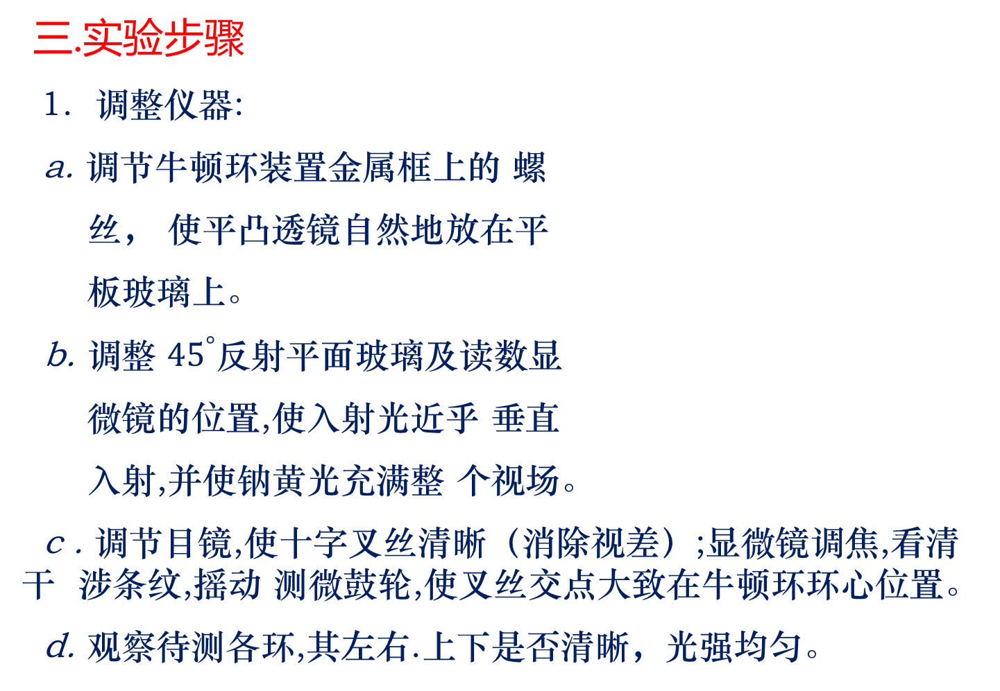 三.实验步骤
1. 调整仪器:
a. 调节牛顿环装置金属框上的 螺
丝， 使平凸透镜自然地放在平
板玻璃上。
b. 调整 45°反射平面玻璃及读数显
微镜的位置,使入射光近乎 垂直
入射,并使钠黄光充满整 个视场。
c . 调节目镜,使十字叉丝清晰（消除视差）;显微镜调焦,看清
干 涉条纹,摇动 测微鼓轮,使叉丝交点大致在牛顿环环心位置。
d. 观察待测各环,其左右.上下是否清晰，光强均匀。